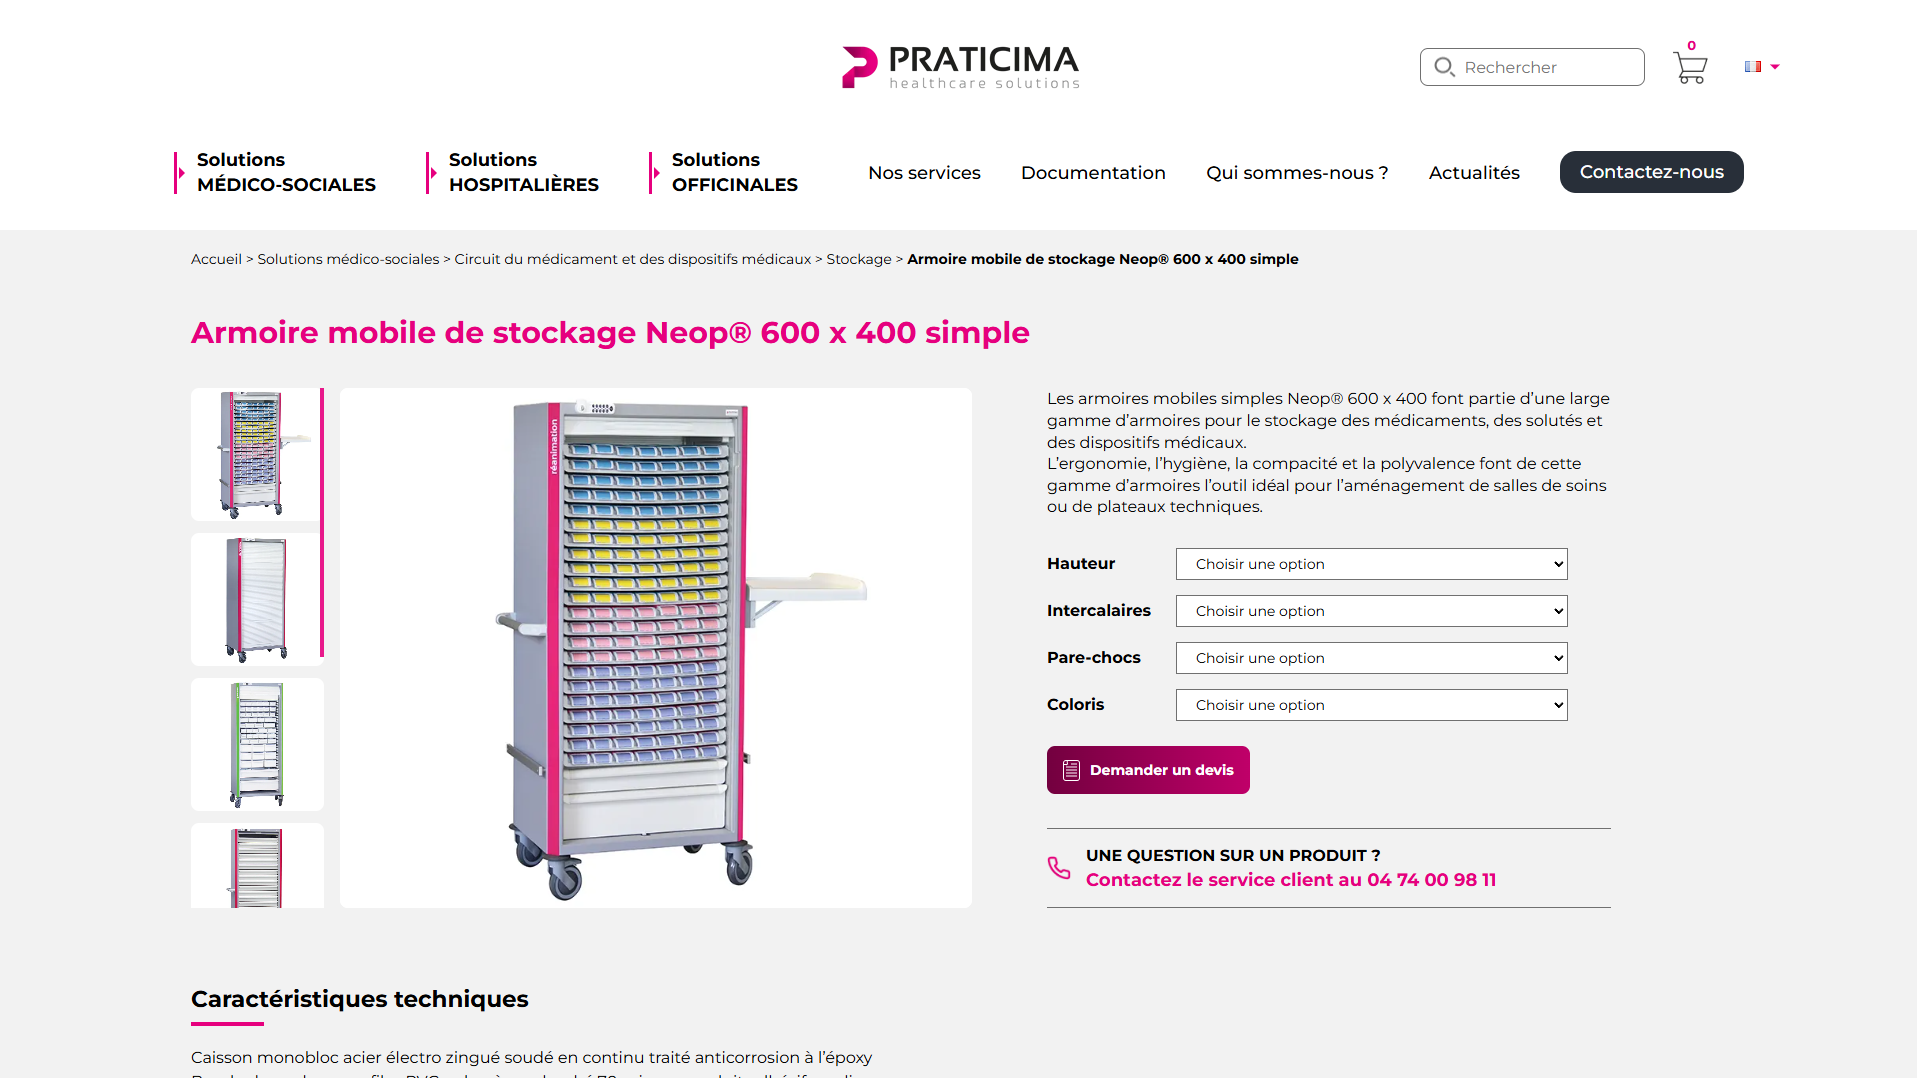 PRATICIMA
healthcare solutions
Rechercher
0
Solutions
MÉDICO-SOCIALES
Solutions
HOSPITALIÈRES
Solutions
OFFICINALES
Nos services
Documentation
Qui sommes-nous ?
Actualités
Contactez-nous
Accueil > Solutions médico-sociales > Circuit du médicament et des dispositifs médicaux > Stockage > Armoire mobile de stockage Neop® 600 x 400 simple
Armoire mobile de stockage Neop® 600 x 400 simple
réanimation
Les armoires mobiles simples Neop® 600 x 400 font partie d’une large
gamme d’armoires pour le stockage des médicaments, des solutés et
des dispositifs médicaux.
L’ergonomie, l’hygiène, la compacité et la polyvalence font de cette
gamme d’armoires l’outil idéal pour l’aménagement de salles de soins
ou de plateaux techniques.
Hauteur
Choisir une option
Intercalaires
Choisir une option
Pare-chocs
Choisir une option
Coloris
Choisir une option
Demander un devis
UNE QUESTION SUR UN PRODUIT ?
Contactez le service client au 04 74 00 98 11
Caractéristiques techniques
Caisson monobloc acier électro zingué soudé en continu traité anticorrosion à l’époxy